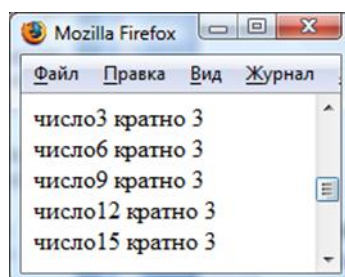 Mozilla Firefox
Файл Правка Вид Журнал
число3 кратно 3
число6 кратно 3
число9 кратно 3
число12 кратно 3
число15 кратно 3